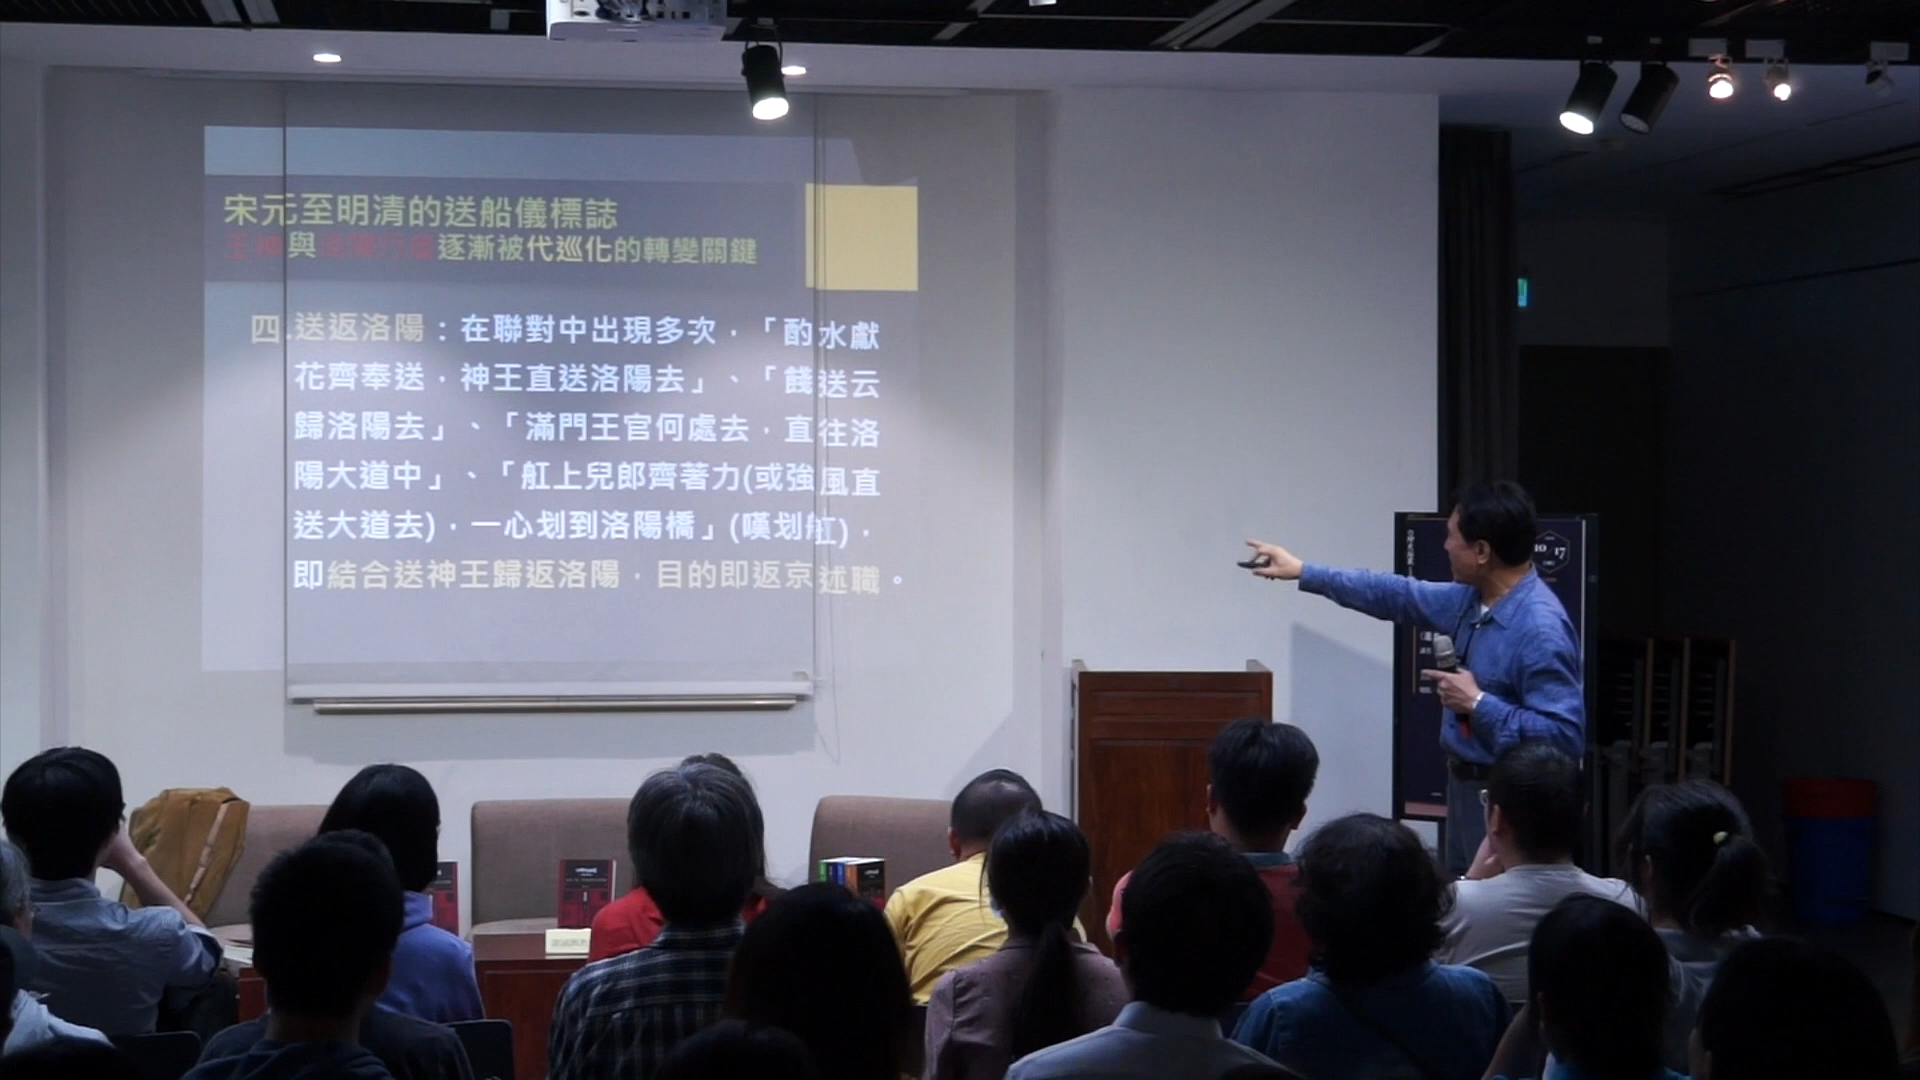 宋元至明清的送船儀標誌
與 逐漸被代巡化的轉變關鍵
四.送返洛陽：在聯對中出現多次，「酌水獻
花齊奉送，神王直送洛陽去」、「餞送云
歸洛陽去」、「滿門王官何處去，直往洛
陽大道中」、「舡上兒郎齊著力(或強風直
送大道去)，一心划到洛陽橋」(嘆划舡)，
即結合送神王歸返洛陽，目的即返京述職。
10/17